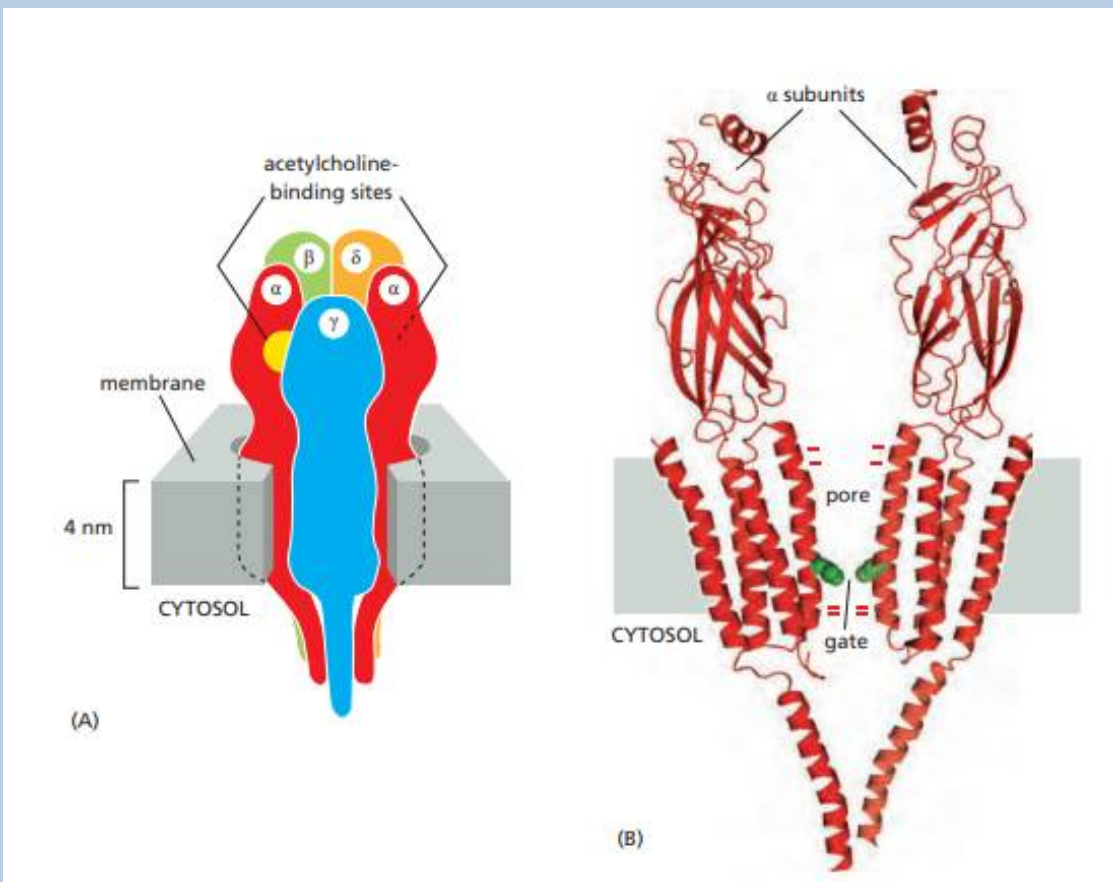 acetylcholine-
binding sites
β
δ
α
α
γ
membrane
4 nm
CYTOSOL
(A)
α subunits
pore
CYTOSOL
gate
(B)